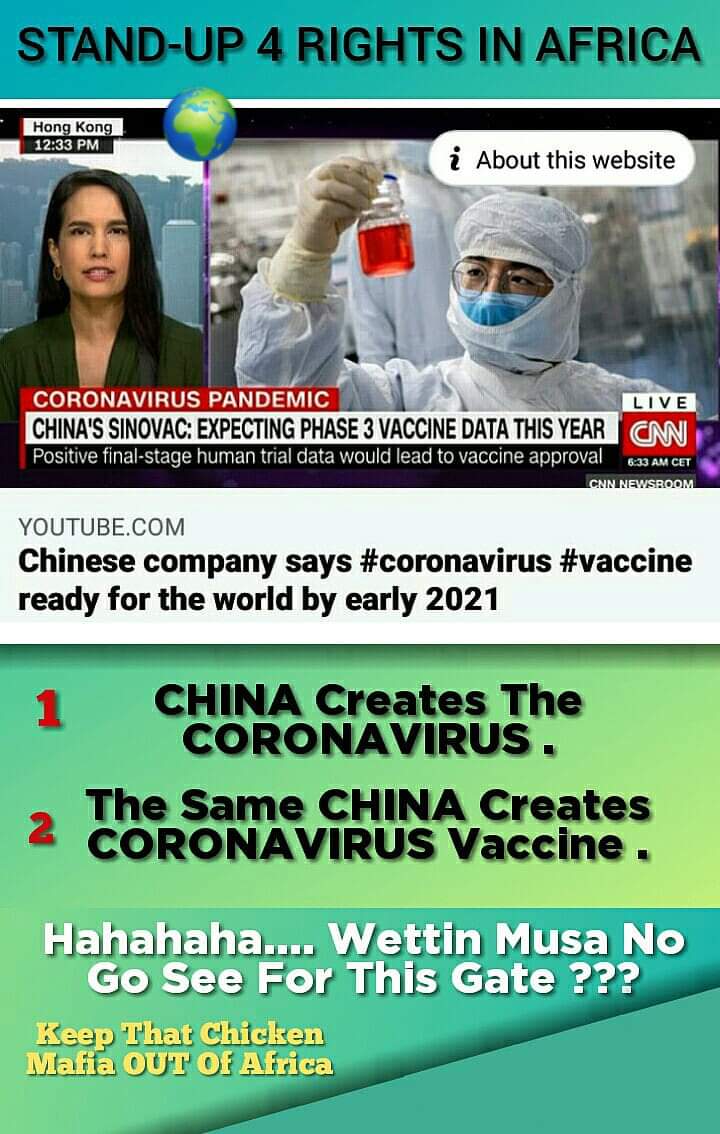 STAND-UP 4 RIGHTS IN AFRICA
Hong Kong
12:33 PM
i About this website
CORONAVIRUS PANDEMIC
LIVE
CHINA'S SINOVAC: EXPECTING PHASE 3 VACCINE DATA THIS YEAR
CNN
Positive final-stage human trial data would lead to vaccine approval
6:33 AM CET
CNN NEWSROOM
YOUTUBE.COM
Chinese company says #coronavirus #vaccine
ready for the world by early 2021
1 CHINA Creates The
CORONAVIRUS .
2 The Same CHINA Creates
CORONAVIRUS Vaccine .
Hahahaha.... Wettin Musa No
Go See For This Gate ???
Keep That Chicken
Mafia OUT Of Africa